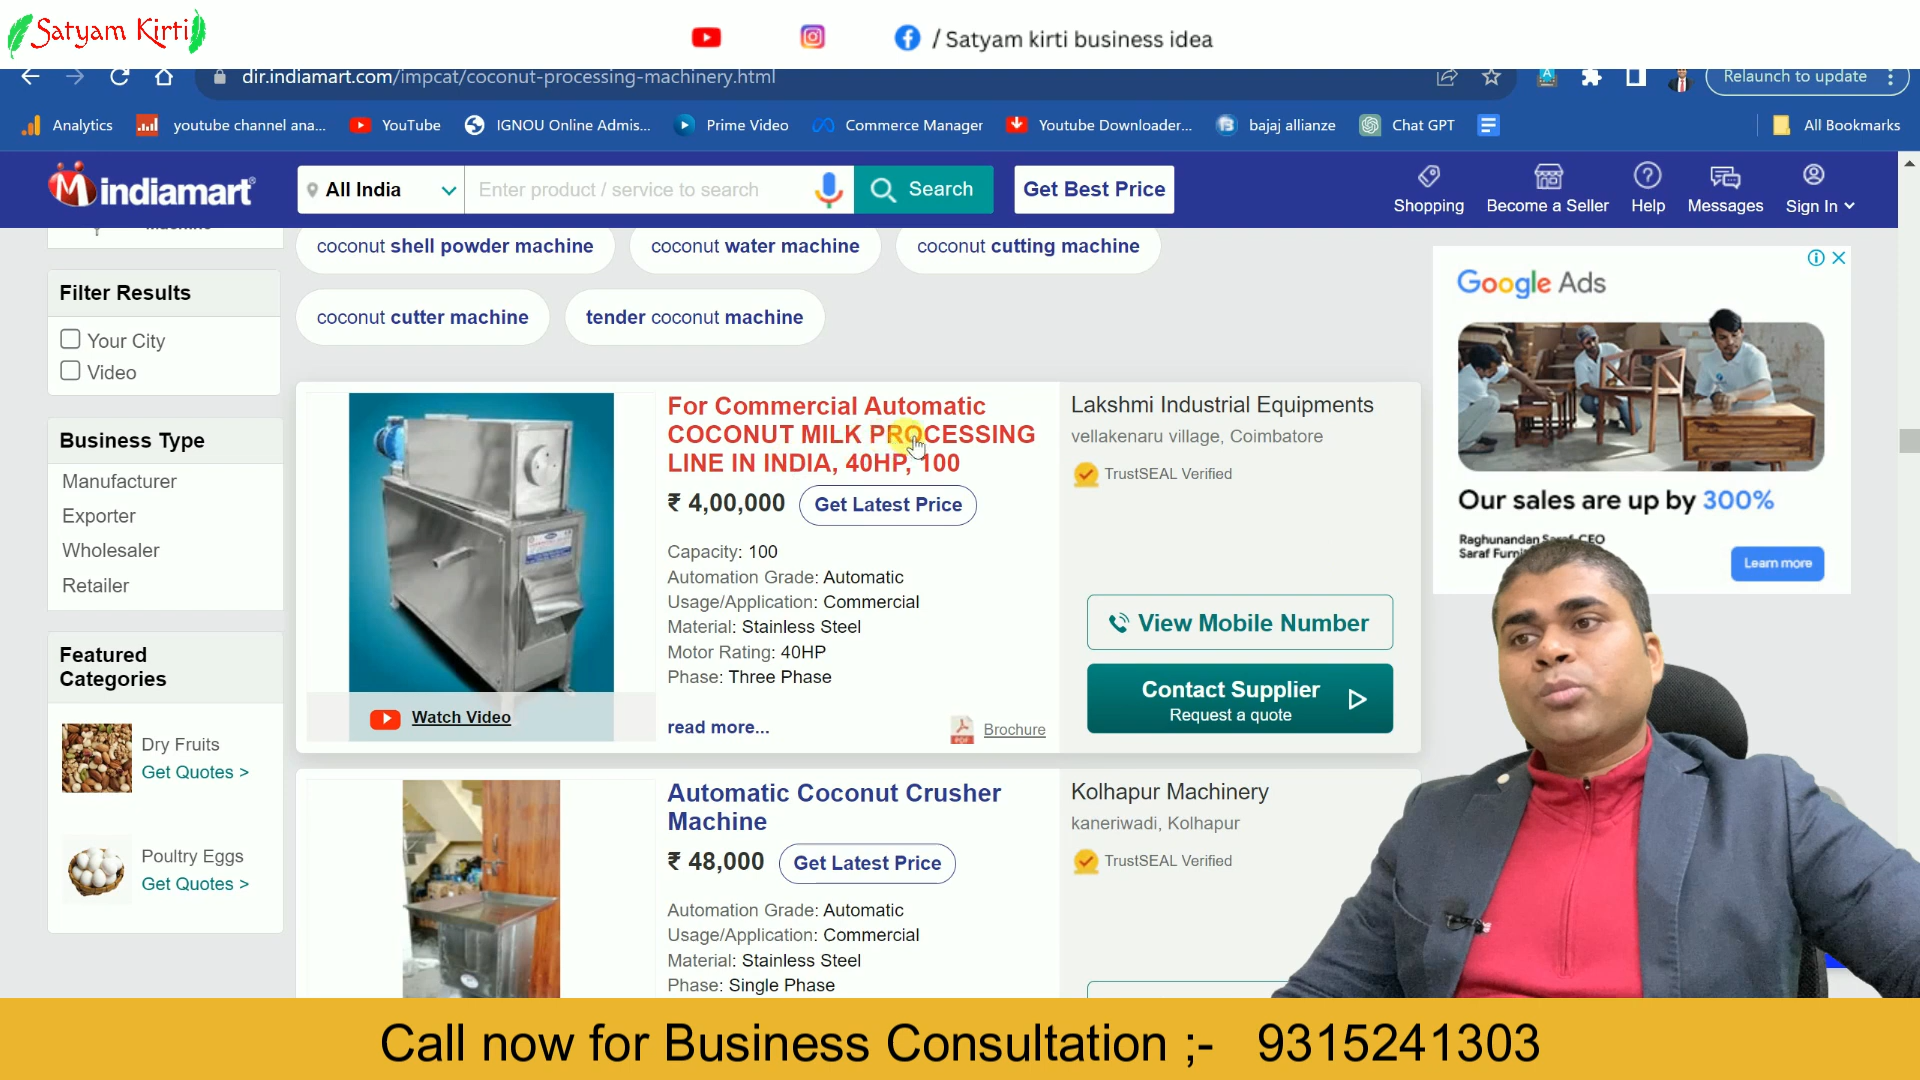 Satyam Kirti
/ Satyam kirti business idea
dir.indiamart.com/impcat/coconut-processing-machinery.html
Relaunch to update
Analytics
youtube channel ana...
YouTube
IGNOU Online Admis...
Prime Video
Commerce Manager
Youtube Downloader...
bajaj allianze
Chat GPT
All Bookmarks
indiamart
All India
Enter product / service to search
Search
Get Best Price
Shopping
Become a Seller
Help
Messages
Sign In
coconut shell powder machine
coconut water machine
coconut cutting machine
coconut cutter machine
tender coconut machine
Filter Results
Your City
Video
Business Type
Manufacturer
Exporter
Wholesaler
Retailer
Featured
Categories
Dry Fruits
Get Quotes >
Poultry Eggs
Get Quotes >
For Commercial Automatic
COCONUT MILK PROCESSING
LINE IN INDIA, 40HP, 100
₹ 4,00,000
Get Latest Price
Capacity: 100
Automation Grade: Automatic
Usage/Application: Commercial
Material: Stainless Steel
Motor Rating: 40HP
Phase: Three Phase
Watch Video
read more...
Brochure
Lakshmi Industrial Equipments
vellakenaru village, Coimbatore
TrustSEAL Verified
View Mobile Number
Contact Supplier
Request a quote
Automatic Coconut Crusher
Machine
₹ 48,000
Get Latest Price
Automation Grade: Automatic
Usage/Application: Commercial
Material: Stainless Steel
Phase: Single Phase
Kolhapur Machinery
kaneriwadi, Kolhapur
TrustSEAL Verified
Google Ads
Our sales are up by 300%
Raghunandan Saraf, CEO
Learn more
Call now for Business Consultation ;- 9315241303